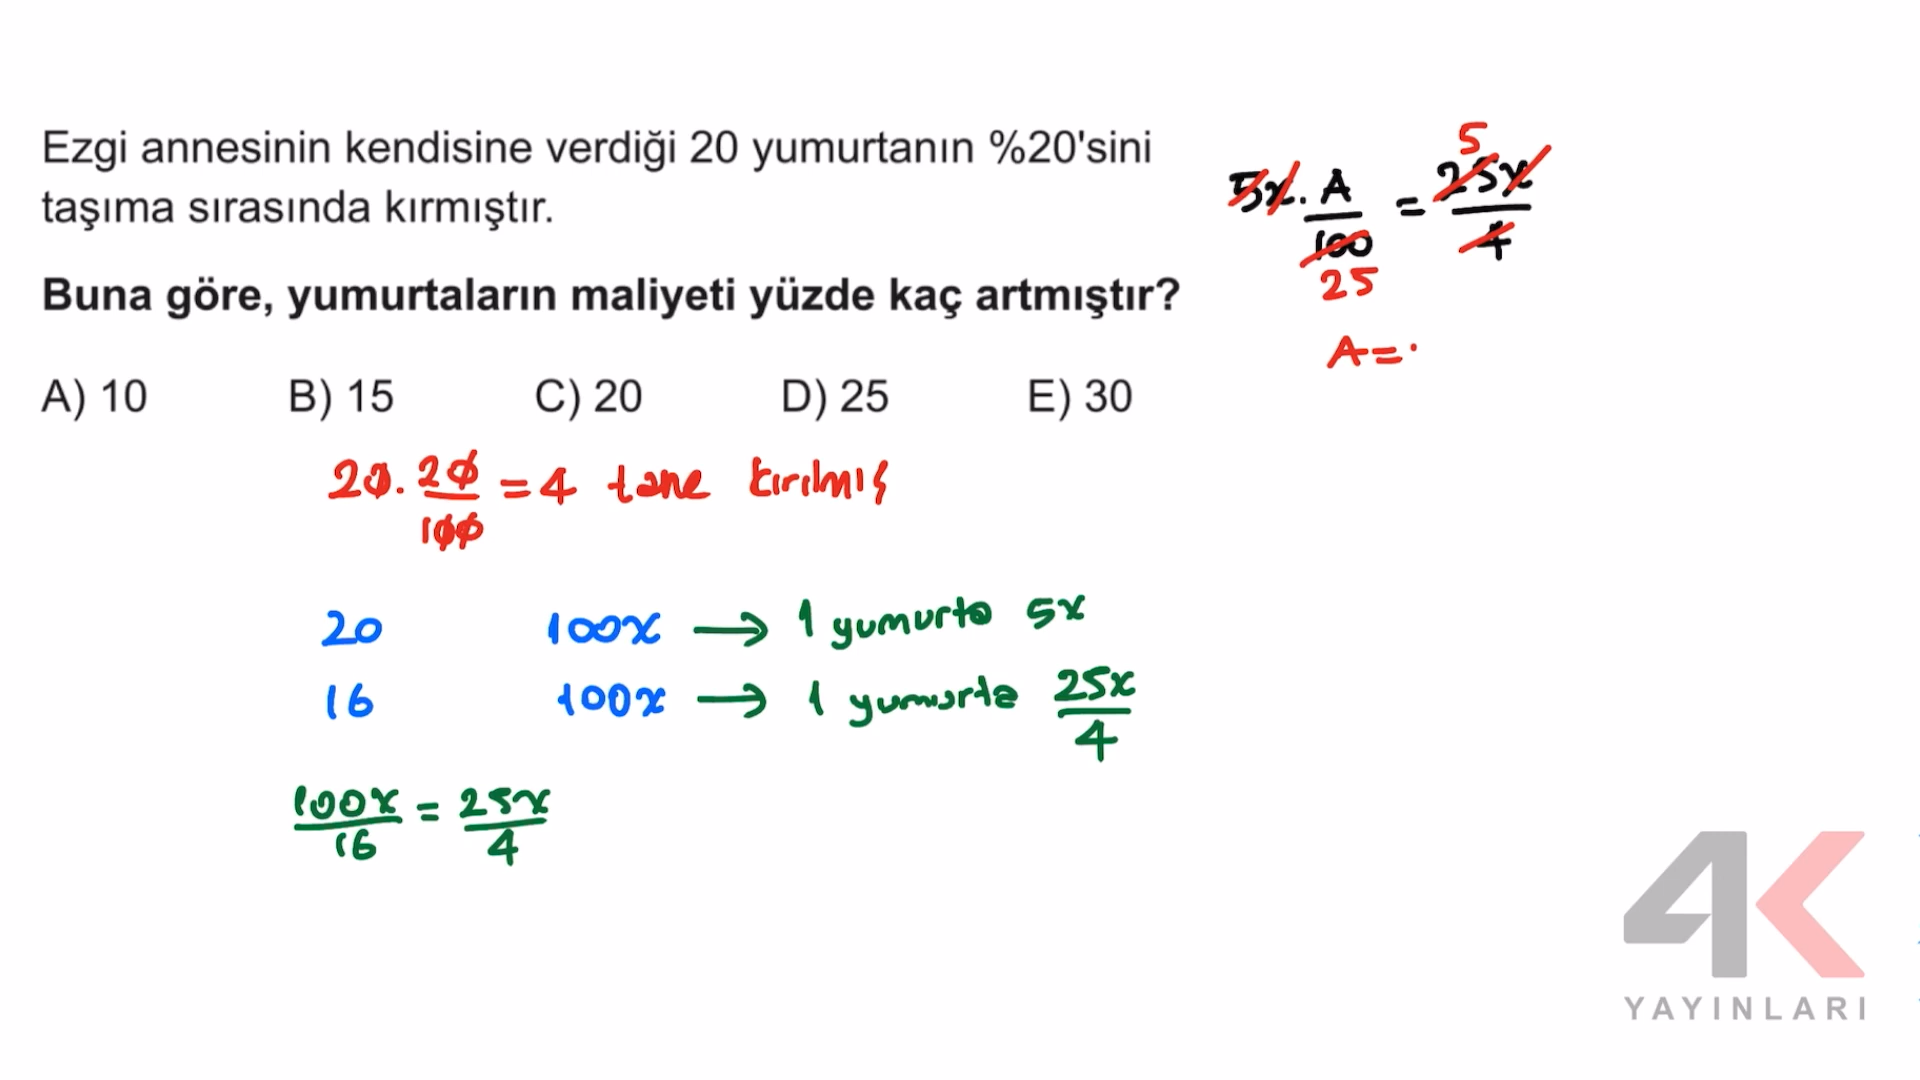 Ezgi annesinin kendisine verdiği 20 yumurtanın %20'sini
taşıma sırasında kırmıştır.
Buna göre, yumurtaların maliyeti yüzde kaç artmıştır?
A) 10 B) 15 C) 20 D) 25 E) 30
20 . 20/100 = 4 tane kırılmış
20 100x → 1 yumurta 5x
16 100x → 1 yumurta 25x/4
100x/16 = 25x/4
5
5x . A/100 = 25x/4
25
A = ·
4K
YAYINLARI